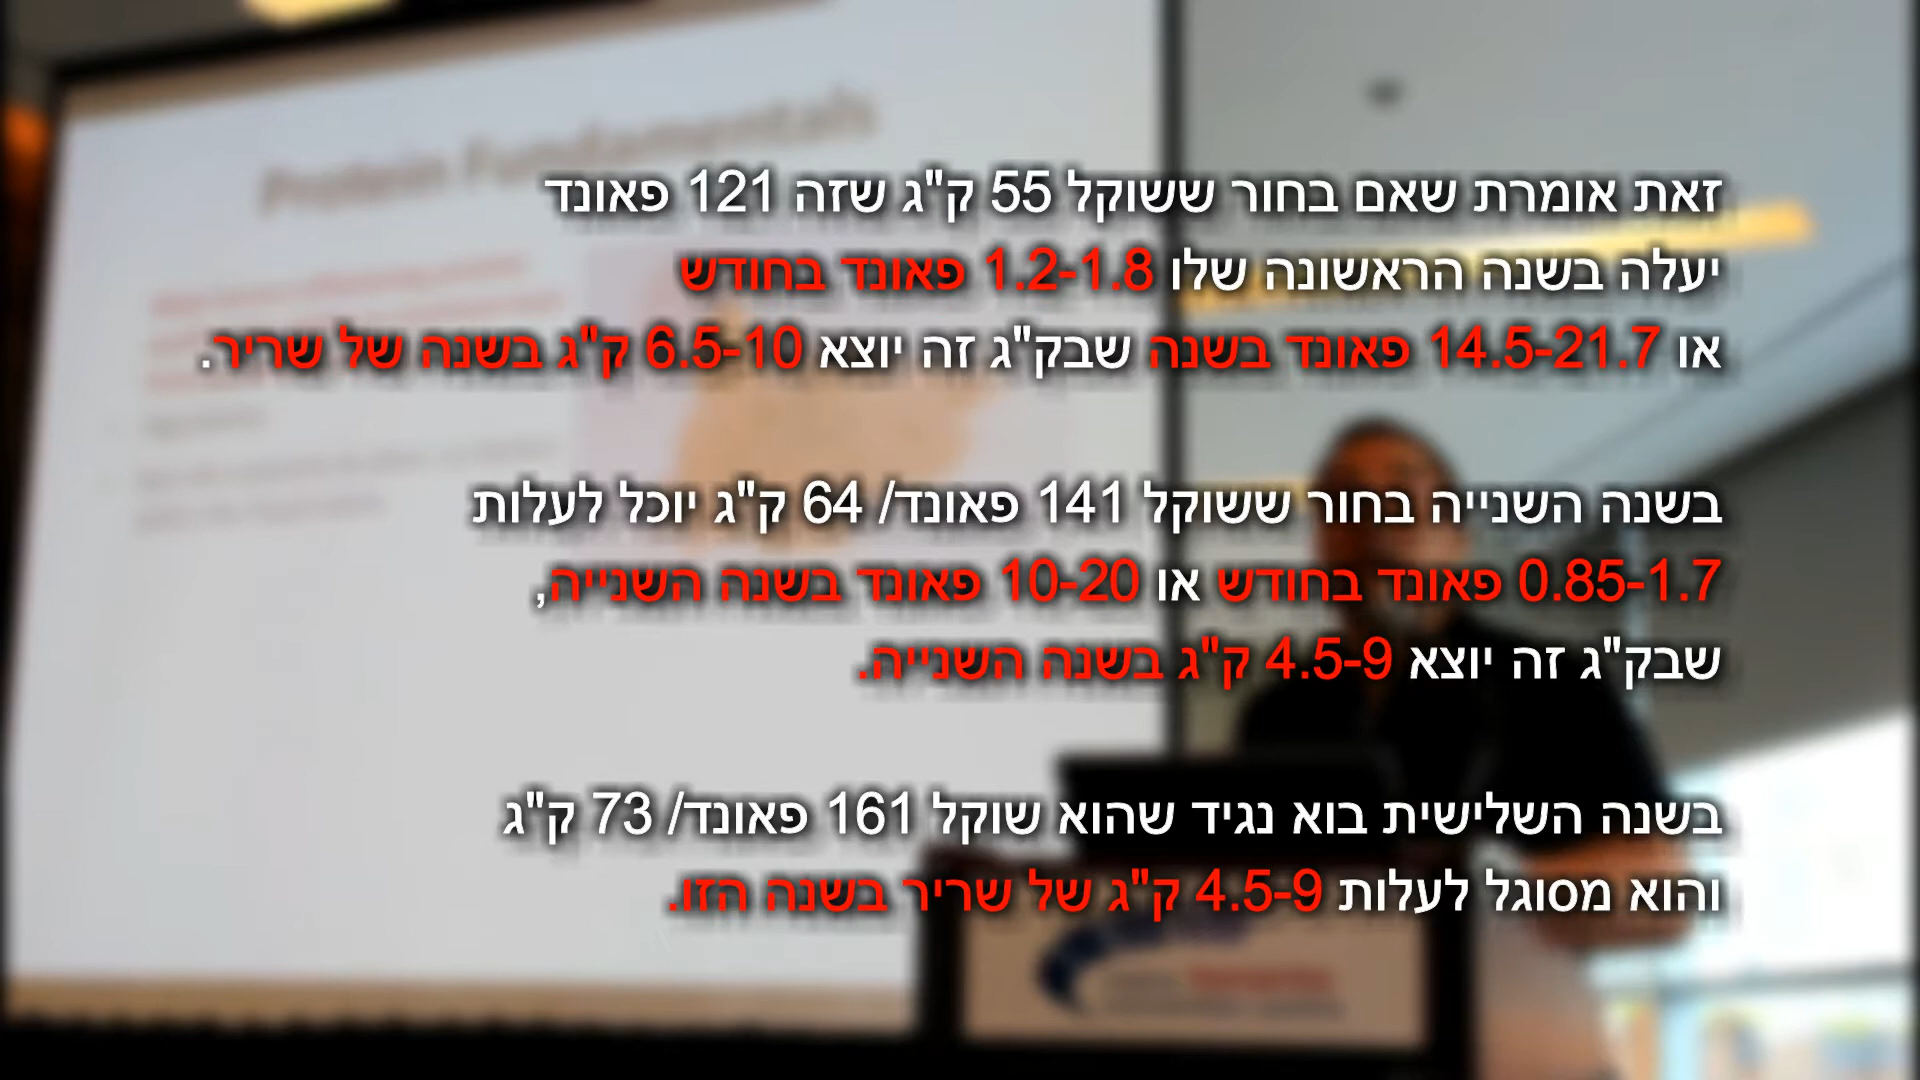 Protein Fundamentals
זאת אומרת שאם בחור ששוקל 55 ק"ג שזה 121 פאונד
יעלה בשנה הראשונה שלו 1.2-1.8 פאונד בחודש
או 14.5-21.7 פאונד בשנה שבק"ג זה יוצא 6.5-10 ק"ג בשנה של שריר.
בשנה השנייה בחור ששוקל 141 פאונד/ 64 ק"ג יוכל לעלות
0.85-1.7 פאונד בחודש או 10-20 פאונד בשנה השנייה,
שבק"ג זה יוצא 4.5-9 ק"ג בשנה השנייה.
בשנה השלישית בוא נגיד שהוא שוקל 161 פאונד/ 73 ק"ג
והוא מסוגל לעלות 4.5-9 ק"ג של שריר בשנה הזו.